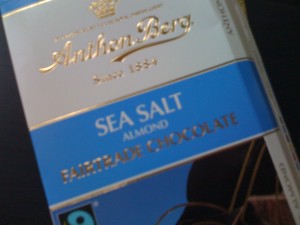 Anthon Berg
Since 1884
SEA SALT
ALMOND
FAIRTRADE CHOCOLATE